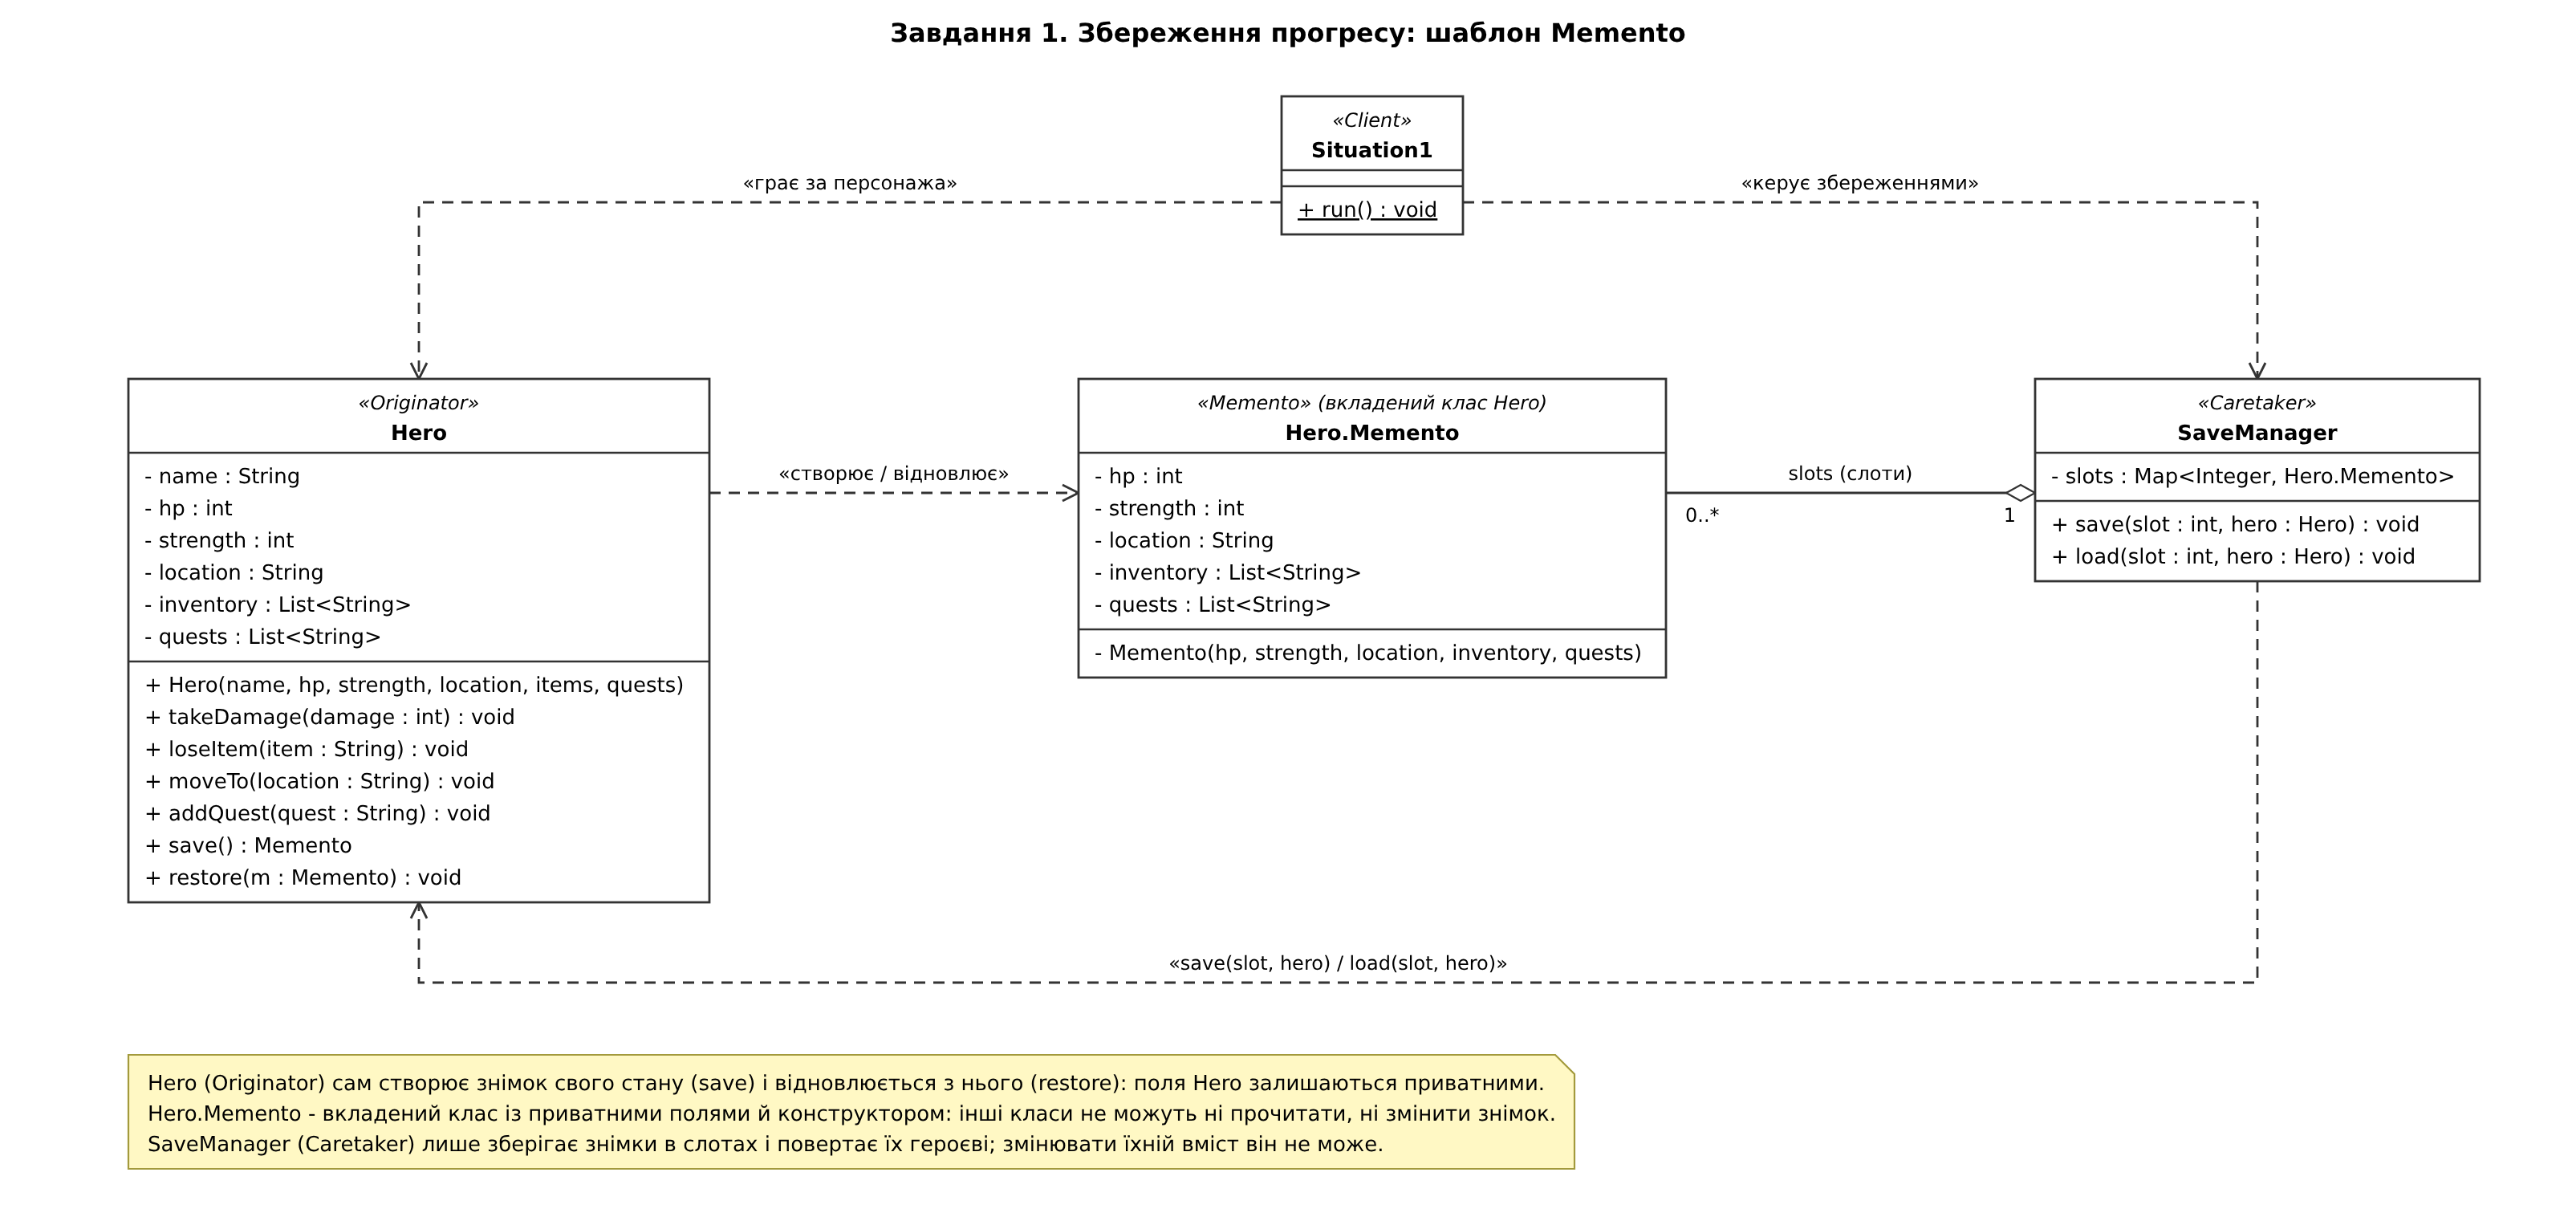 Завдання 1. Збереження прогресу: шаблон Memento
«Client»
Situation1
+ run() : void
«грає за персонажа»
«керує збереженнями»
«Originator»
Hero
- name : String
- hp : int
- strength : int
- location : String
- inventory : List<String>
- quests : List<String>
+ Hero(name, hp, strength, location, items, quests)
+ takeDamage(damage : int) : void
+ loseItem(item : String) : void
+ moveTo(location : String) : void
+ addQuest(quest : String) : void
+ save() : Memento
+ restore(m : Memento) : void
«створює / відновлює»
«Memento» (вкладений клас Hero)
Hero.Memento
- hp : int
- strength : int
- location : String
- inventory : List<String>
- quests : List<String>
- Memento(hp, strength, location, inventory, quests)
slots (слоти)
0..*
1
«Caretaker»
SaveManager
- slots : Map<Integer, Hero.Memento>
+ save(slot : int, hero : Hero) : void
+ load(slot : int, hero : Hero) : void
«save(slot, hero) / load(slot, hero)»
Hero (Originator) сам створює знімок свого стану (save) і відновлюється з нього (restore): поля Hero залишаються приватними.
Hero.Memento - вкладений клас із приватними полями й конструктором: інші класи не можуть ні прочитати, ні змінити знімок.
SaveManager (Caretaker) лише зберігає знімки в слотах і повертає їх героєві; змінювати їхній вміст він не може.